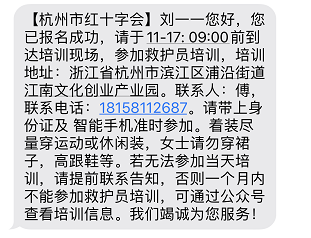 【杭州市红十字会】刘一一您好，您
已报名成功，请于11-17: 09:00前到
达培训现场，参加救护员培训，培训
地址：浙江省杭州市滨江区浦沿街道
江南文化创业产业园。联系人：傅，
联系电话：18158112687。请带上身
份证及 智能手机准时参加。着装尽
量穿运动或休闲装，女士请勿穿裙
子，高跟鞋等。若无法参加当天培
训，请提前联系告知，否则一个月内
不能参加救护员培训，可通过公众号
查看培训信息。我们竭诚为您服务！